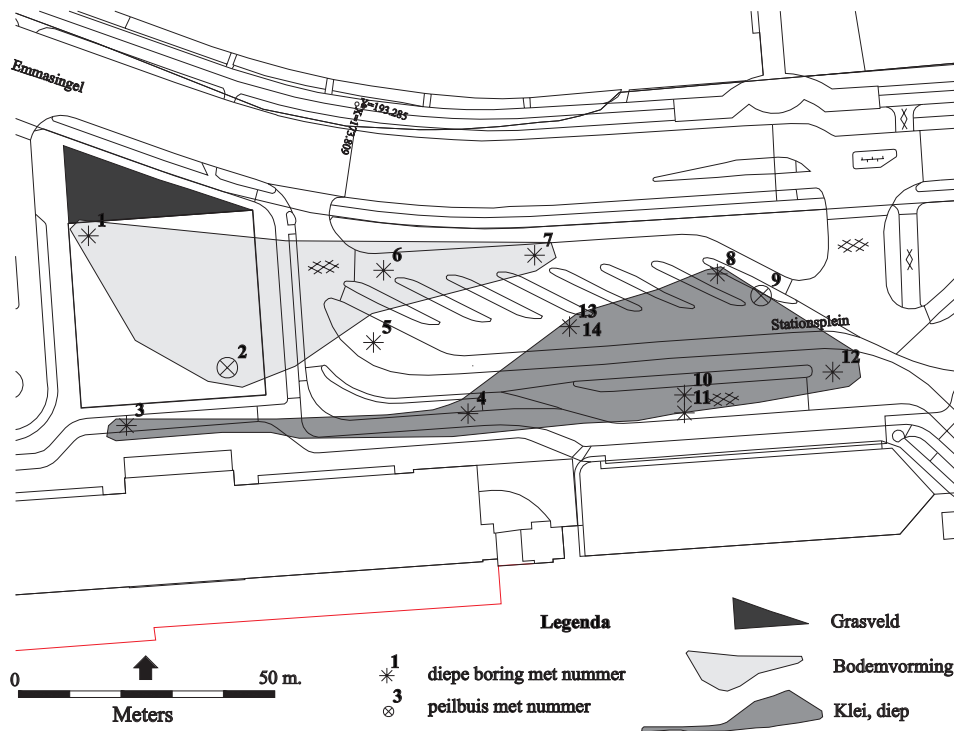 Emmasingel
X=193.285
X=173.809
1
7
6
8
9
13
14
Stationsplein
5
2
12
10
11
4
3
Legenda
Grasveld
1
diepe boring met nummer
Bodemvorming
3
peilbuis met nummer
Klei, diep
0
50 m.
Meters